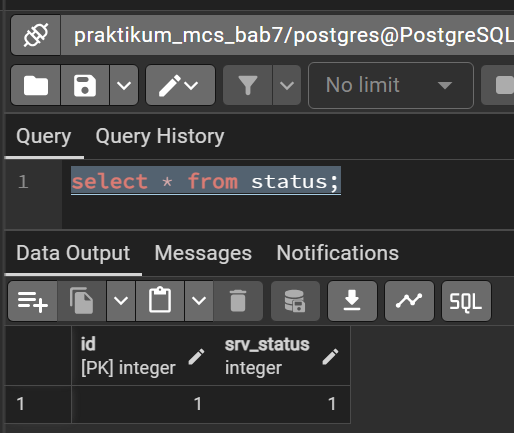 praktikum_mcs_bab7/postgres@PostgreSQL
No limit
Query Query History
1 select * from status;
Data Output Messages Notifications
SQL
id srv_status
[PK] integer integer
1 1 1